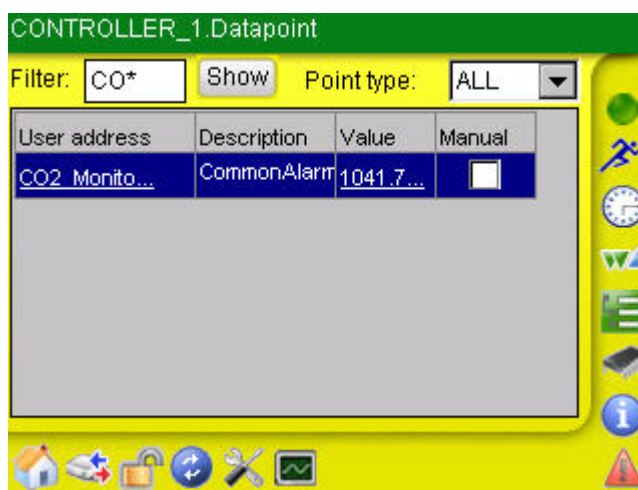 CONTROLLER_1.Datapoint
Filter: CO* Show Point type: ALL
User address Description Value Manual
CO2_Monito... CommonAlarm 1041.7...